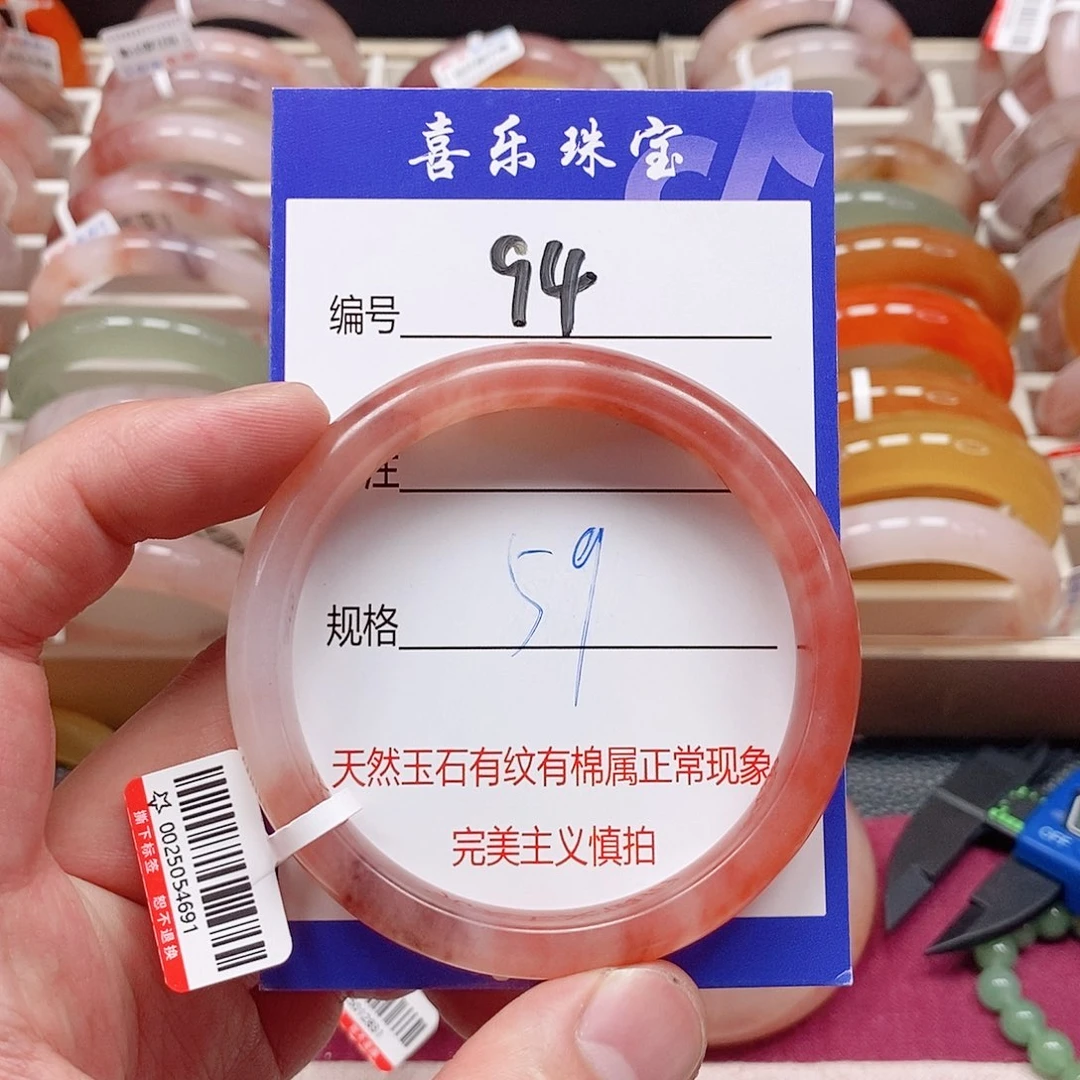 喜乐珠宝
编号 94
注
规格 59
天然玉石有纹有棉属正常现象
完美主义慎拍
☆ 0025054691
撕下标签 恕不退换